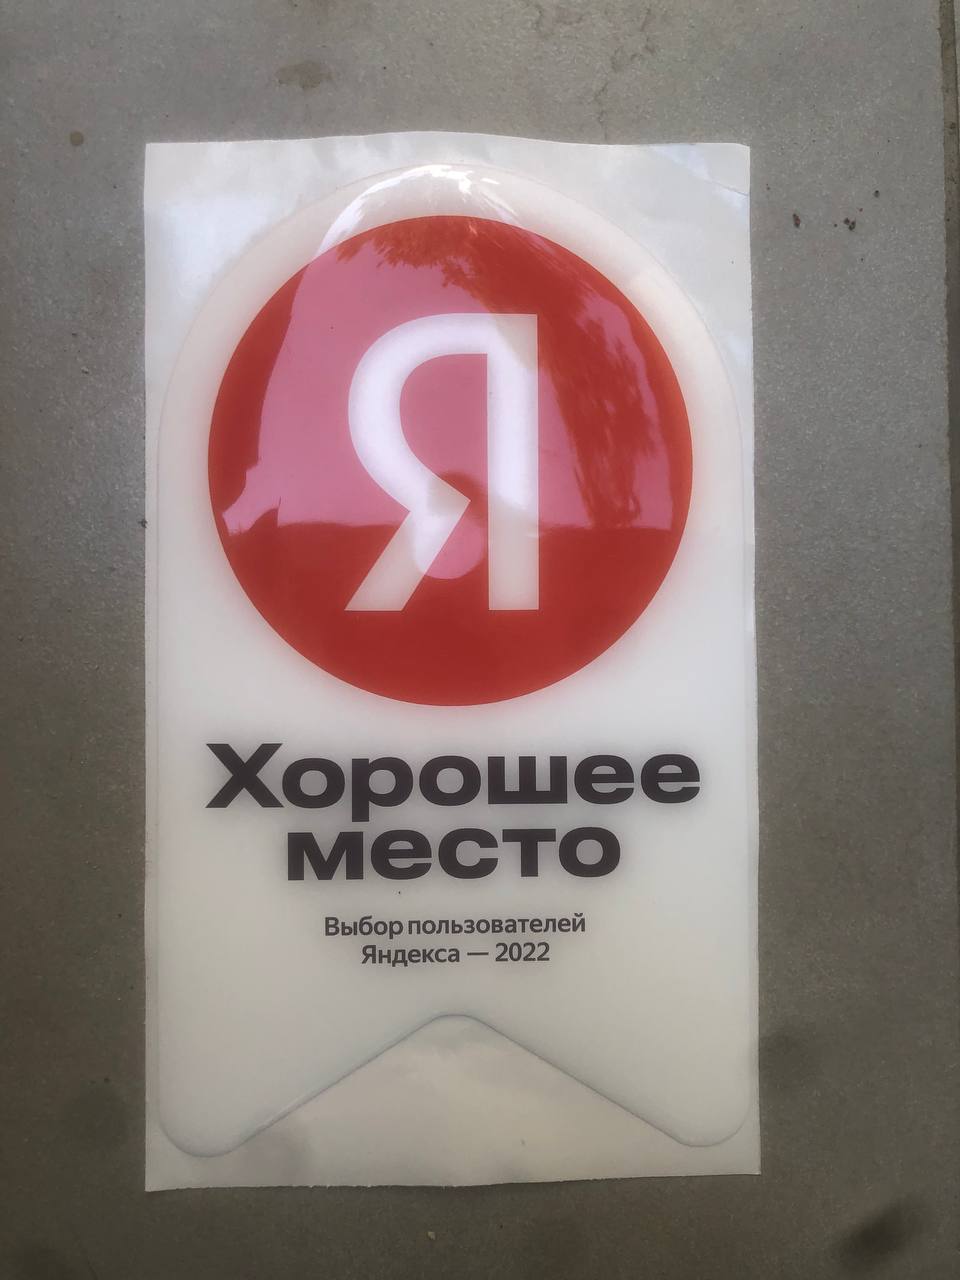 Я
Хорошее
место
Выбор пользователей
Яндекса — 2022